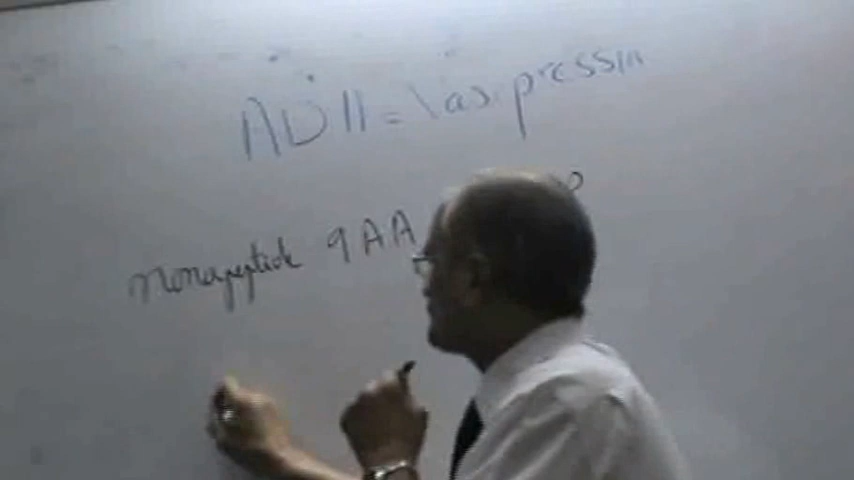 ADH = Vasopressin
nonapeptide 9 AA